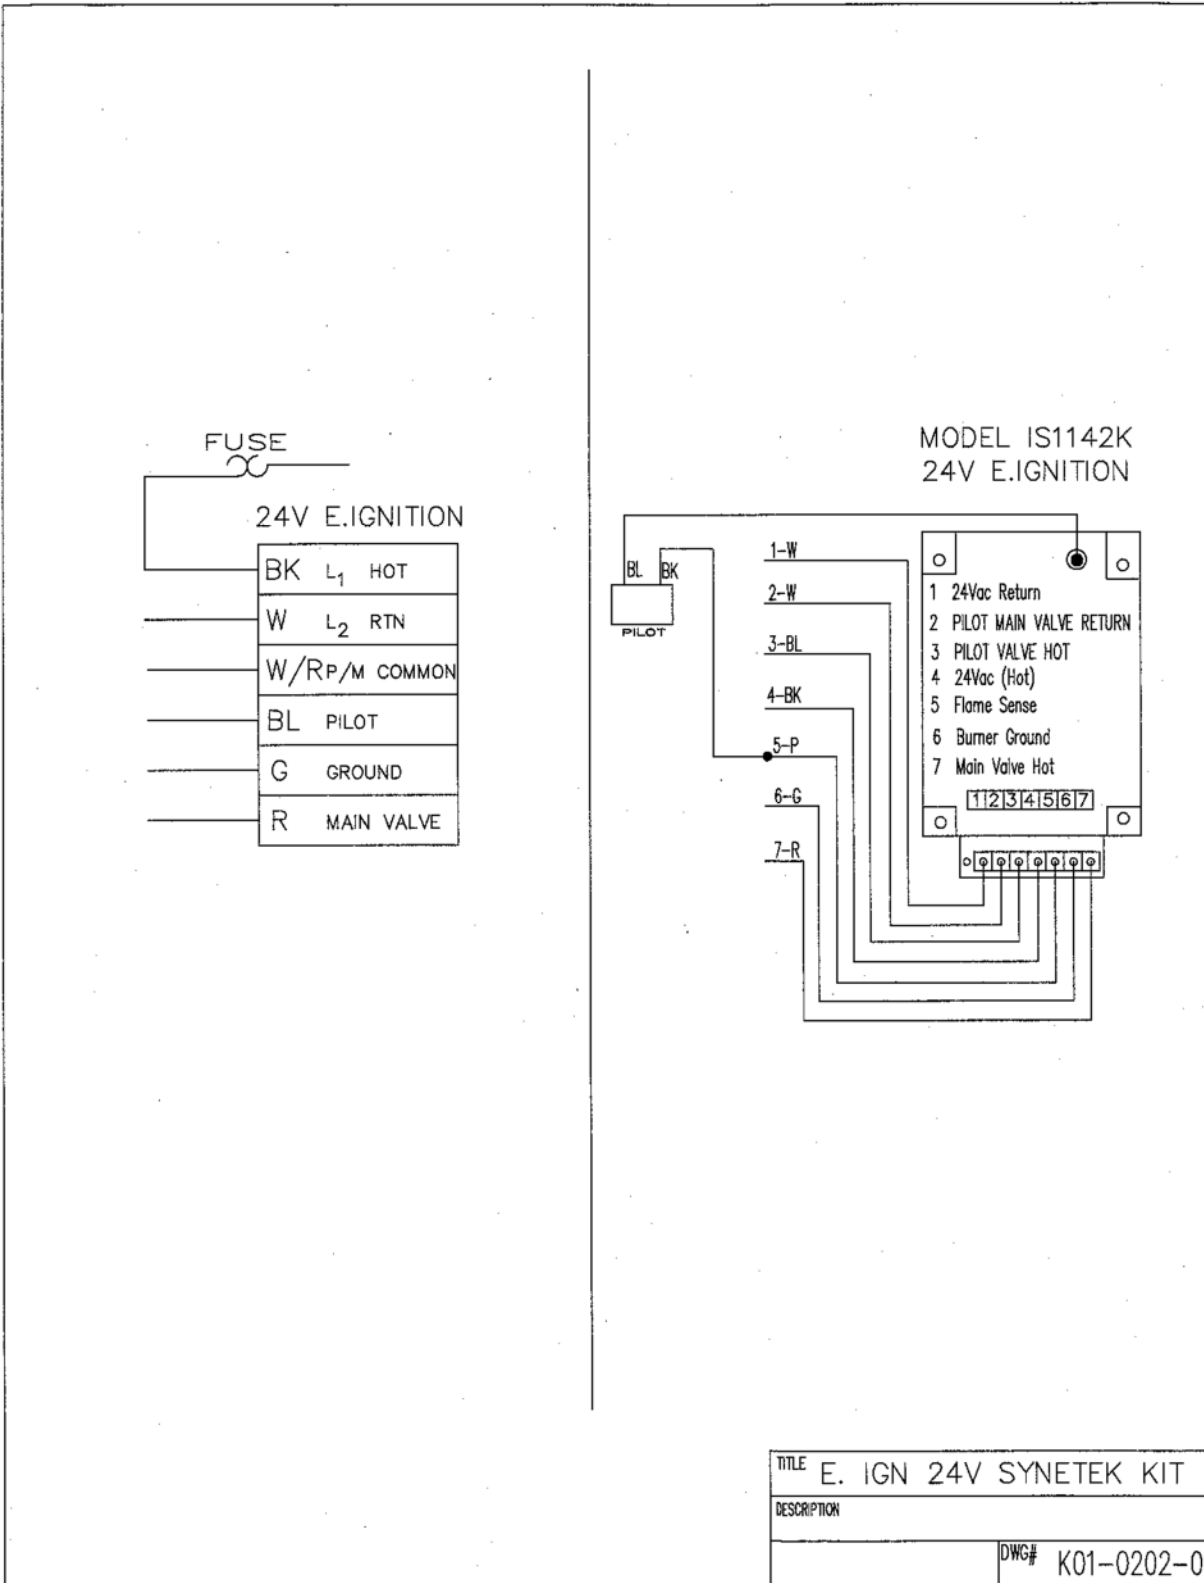 FUSE
24V E.IGNITION
BK L1 HOT
W L2 RTN
W/R P/M COMMON
BL PILOT
G GROUND
R MAIN VALVE
MODEL IS1142K
24V E.IGNITION
BL BK
PILOT
1-W
2-W
3-BL
4-BK
5-P
6-G
7-R
1 24Vac Return
2 PILOT MAIN VALVE RETURN
3 PILOT VALVE HOT
4 24Vac (Hot)
5 Flame Sense
6 Burner Ground
7 Main Valve Hot
1 2 3 4 5 6 7
TITLE E. IGN 24V SYNETEK KIT
DESCRIPTION
DWG# K01-0202-0